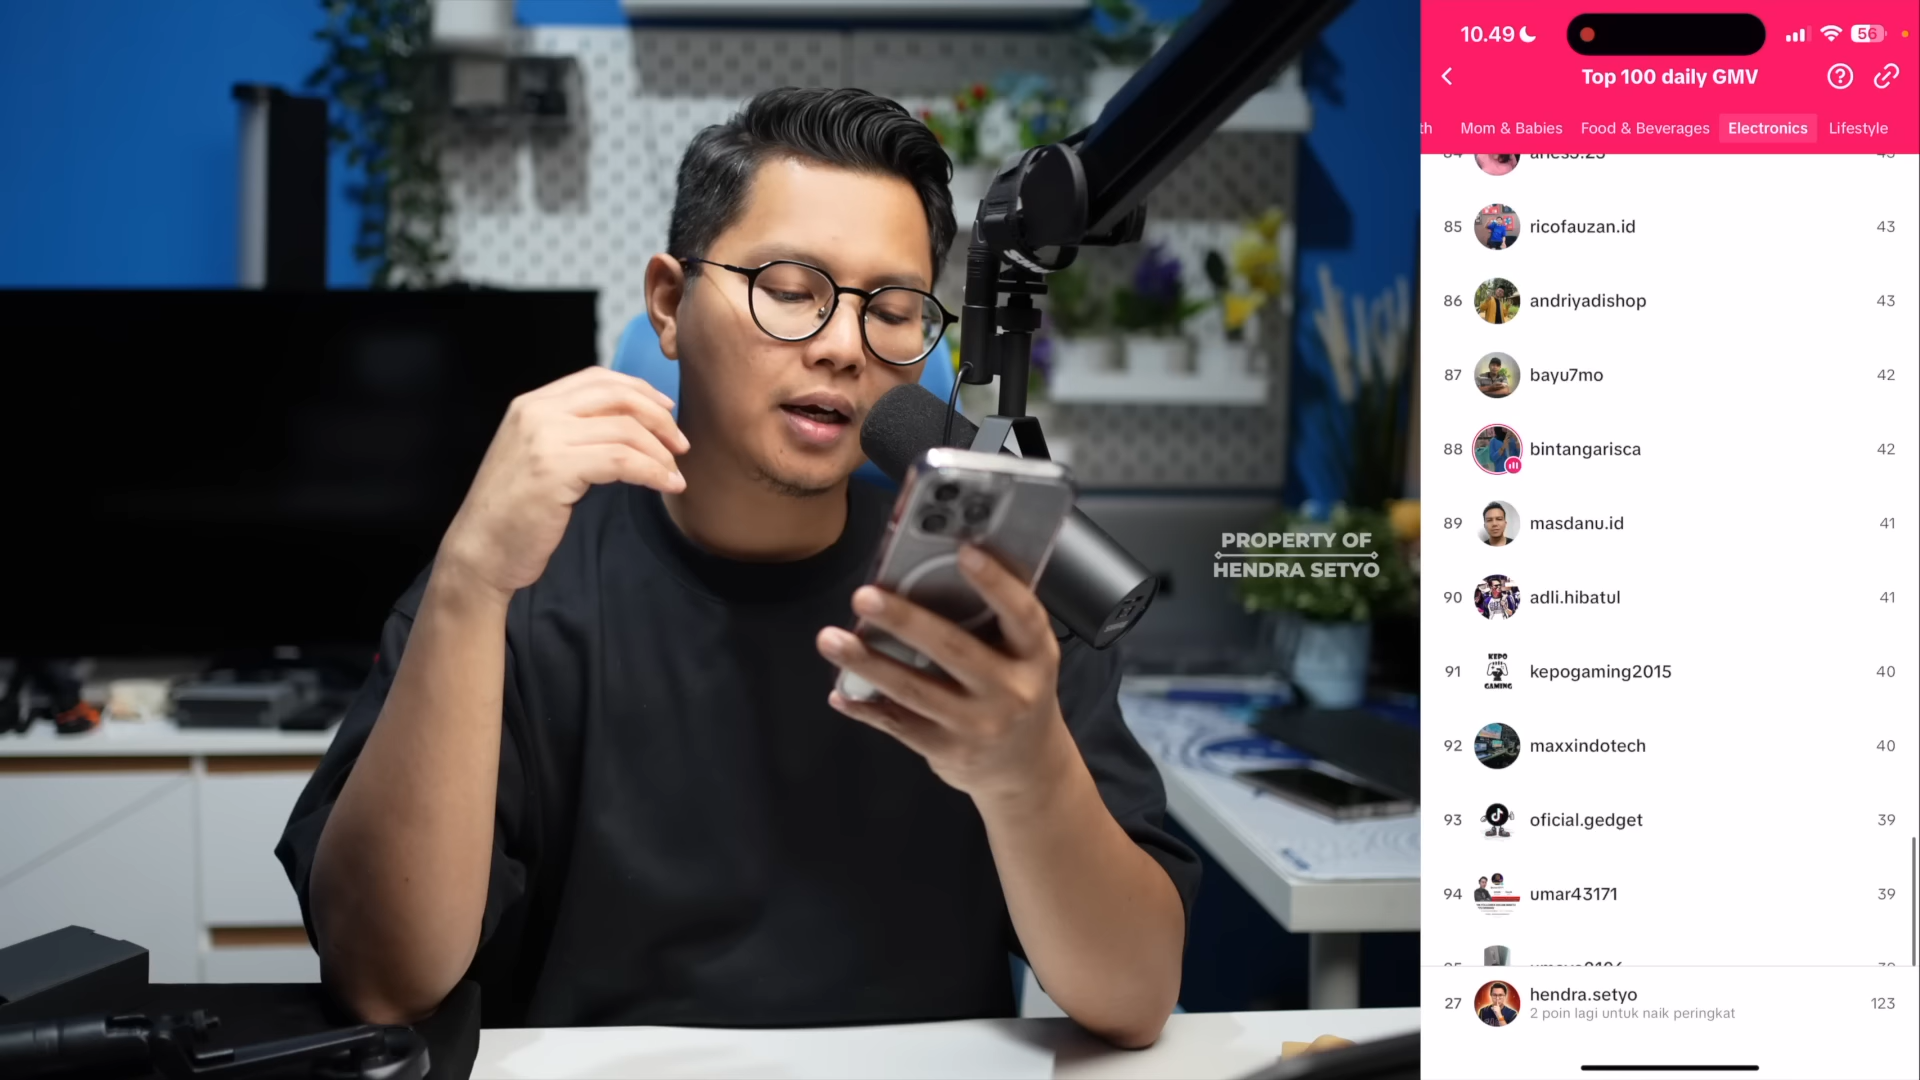 10.49
56
Top 100 daily GMV
th
Mom & Babies
Food & Beverages
Electronics
Lifestyle
85 ricofauzan.id 43
86 andriyadishop 43
87 bayu7mo 42
88 bintangarisca 42
89 masdanu.id 41
90 adli.hibatul 41
91 KEPO GAMING kepogaming2015 40
92 maxxindotech 40
93 oficial.gedget 39
94 umar43171 39
27 hendra.setyo 123
2 poin lagi untuk naik peringkat
PROPERTY OF
HENDRA SETYO